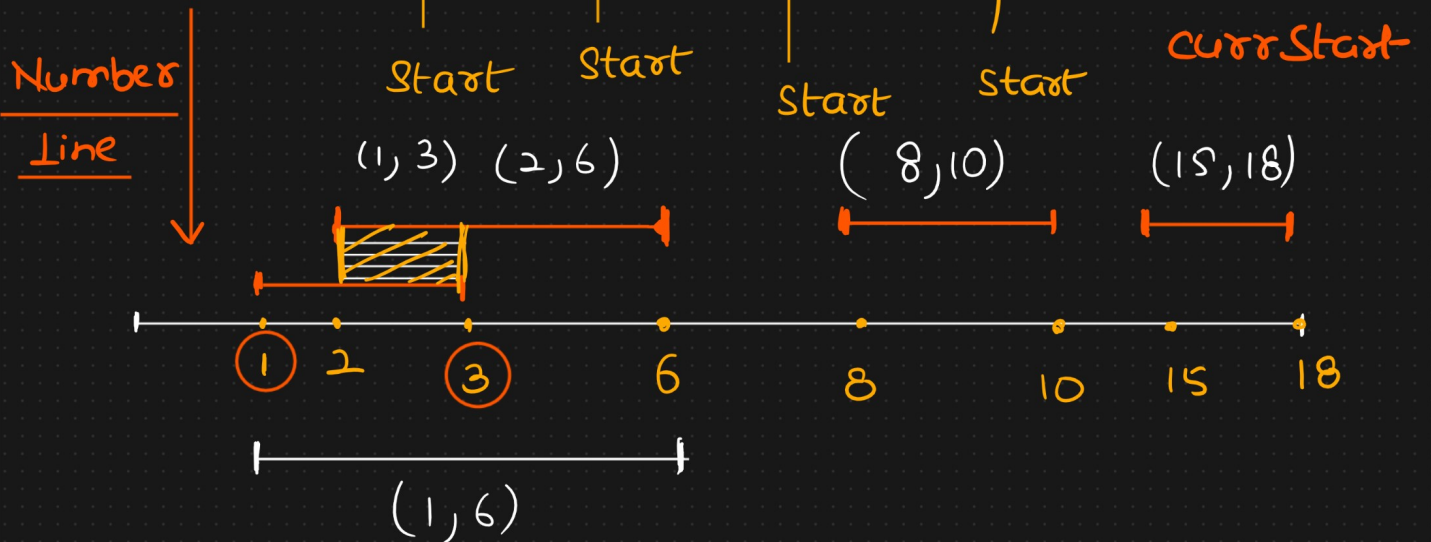 Start Start Start Start currStart
Number
Line
(1, 3) (2,6) ( 8,10) (15,18)
1 2 3 6 8 10 15 18
(1,6)